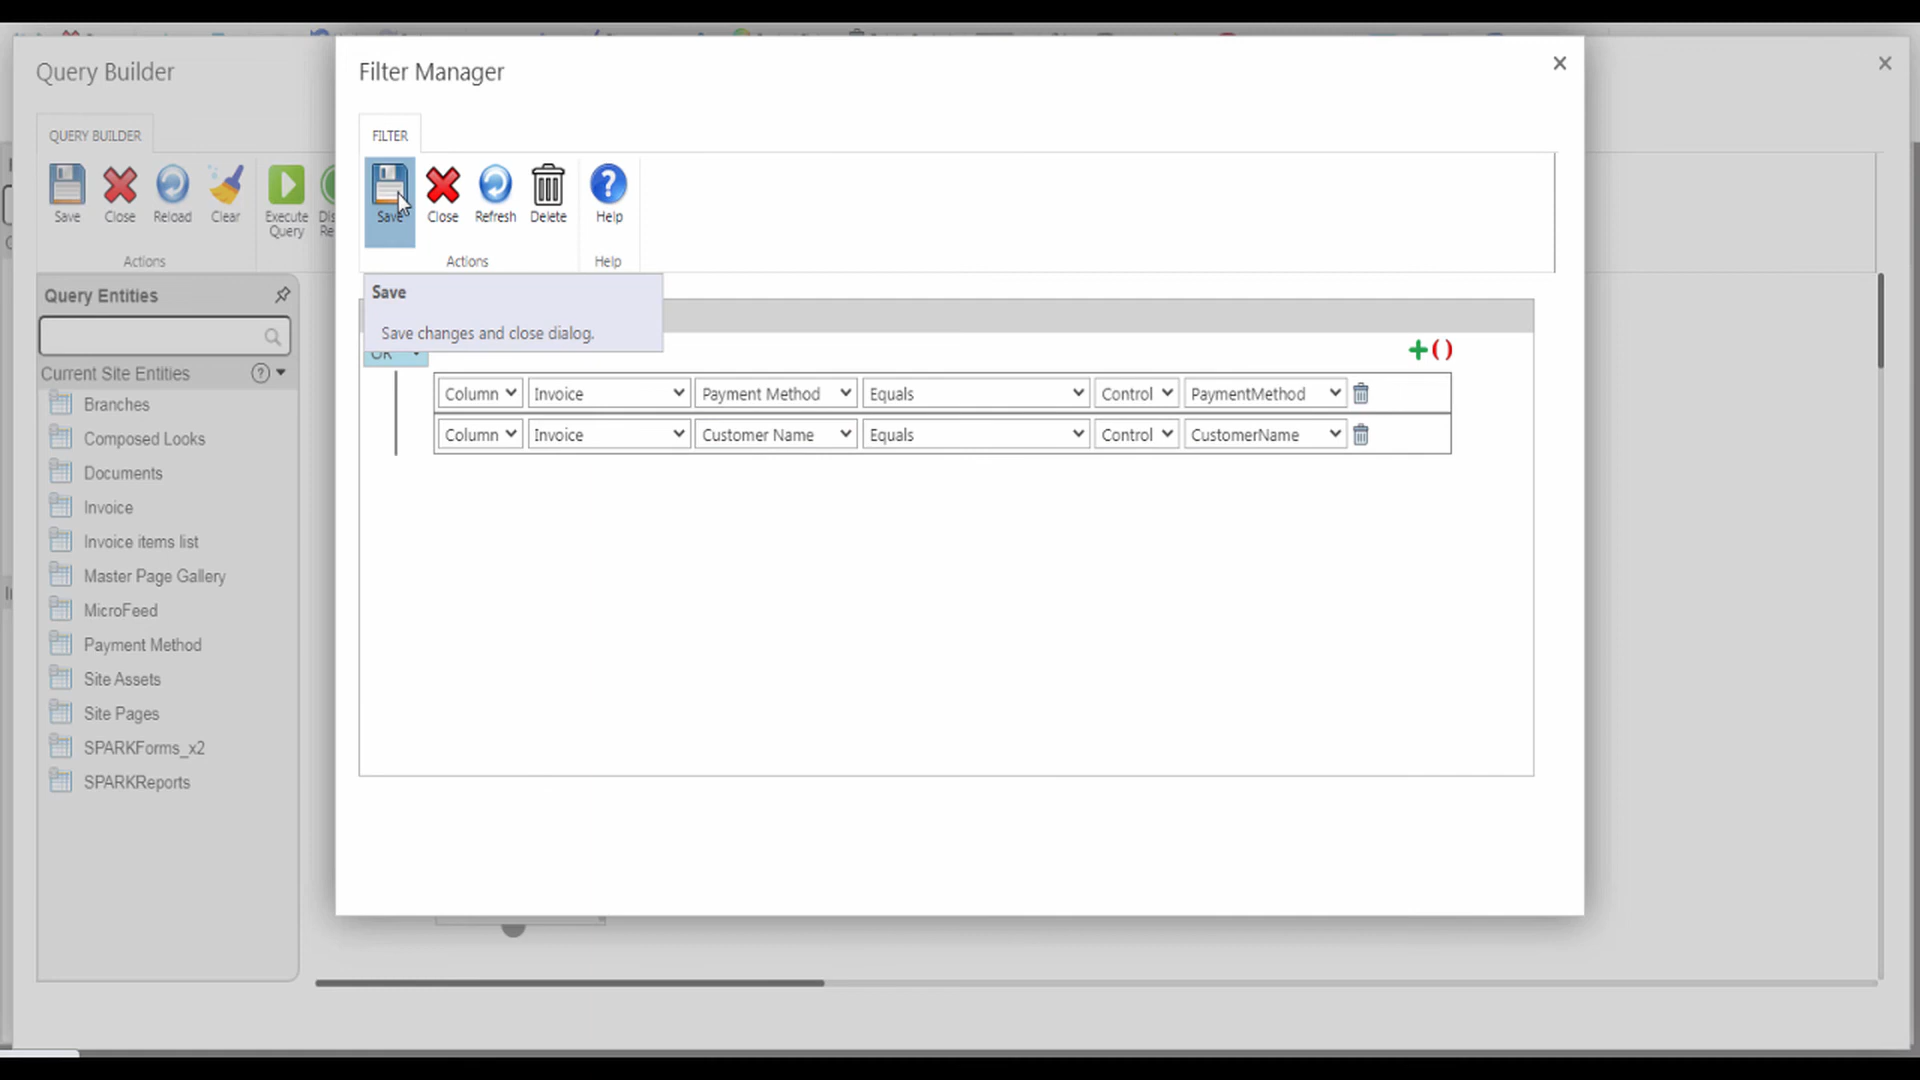 Query Builder
Filter Manager
QUERY BUILDER
FILTER
Save
Close
Reload
Clear
Execute
Query
Save
Close
Refresh
Delete
Help
Actions
Actions
Help
Query Entities
Save
Save changes and close dialog.
OR
Current Site Entities
Column Invoice Payment Method Equals Control PaymentMethod
Column Invoice Customer Name Equals Control CustomerName
Branches
Composed Looks
Documents
Invoice
Invoice items list
Master Page Gallery
MicroFeed
Payment Method
Site Assets
Site Pages
SPARKForms_x2
SPARKReports